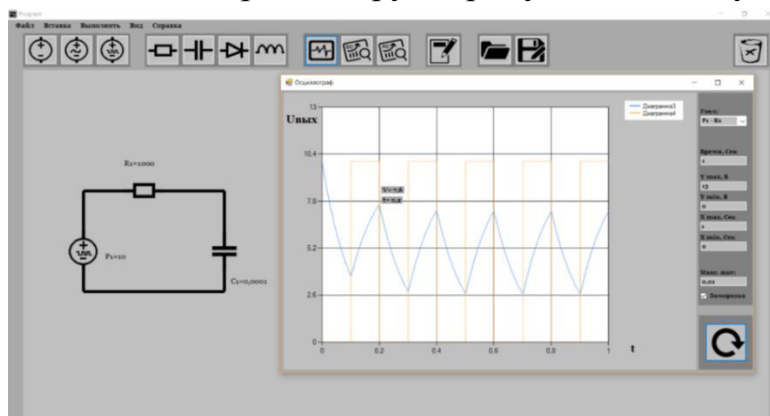 Program
Файл Вставка Выполнить Вид Справка
Осциллограф
Uвых
13
10,4
7,8
5,2
2,6
0
0
0,2
0,4
0,6
0,8
1
t
Диаграмма3
Диаграмма4
R1=1000
P1=10
C1=0,0001
Узел:
P1 - R1
Время, Сек
1
Y max, В
13
Y min, В
0
X max, Сек
1
X min, Сек
0
Макс. шаг:
0,01